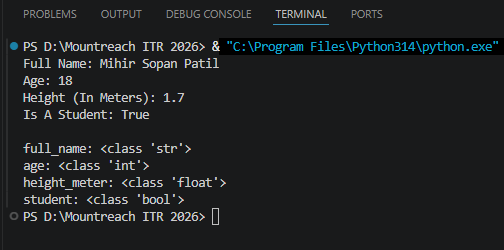 PROBLEMS OUTPUT DEBUG CONSOLE TERMINAL PORTS
PS D:\Mountreach ITR 2026> & "C:\Program Files\Python314\python.exe"
Full Name: Mihir Sopan Patil
Age: 18
Height (In Meters): 1.7
Is A Student: True
full_name: <class 'str'>
age: <class 'int'>
height_meter: <class 'float'>
student: <class 'bool'>
PS D:\Mountreach ITR 2026>